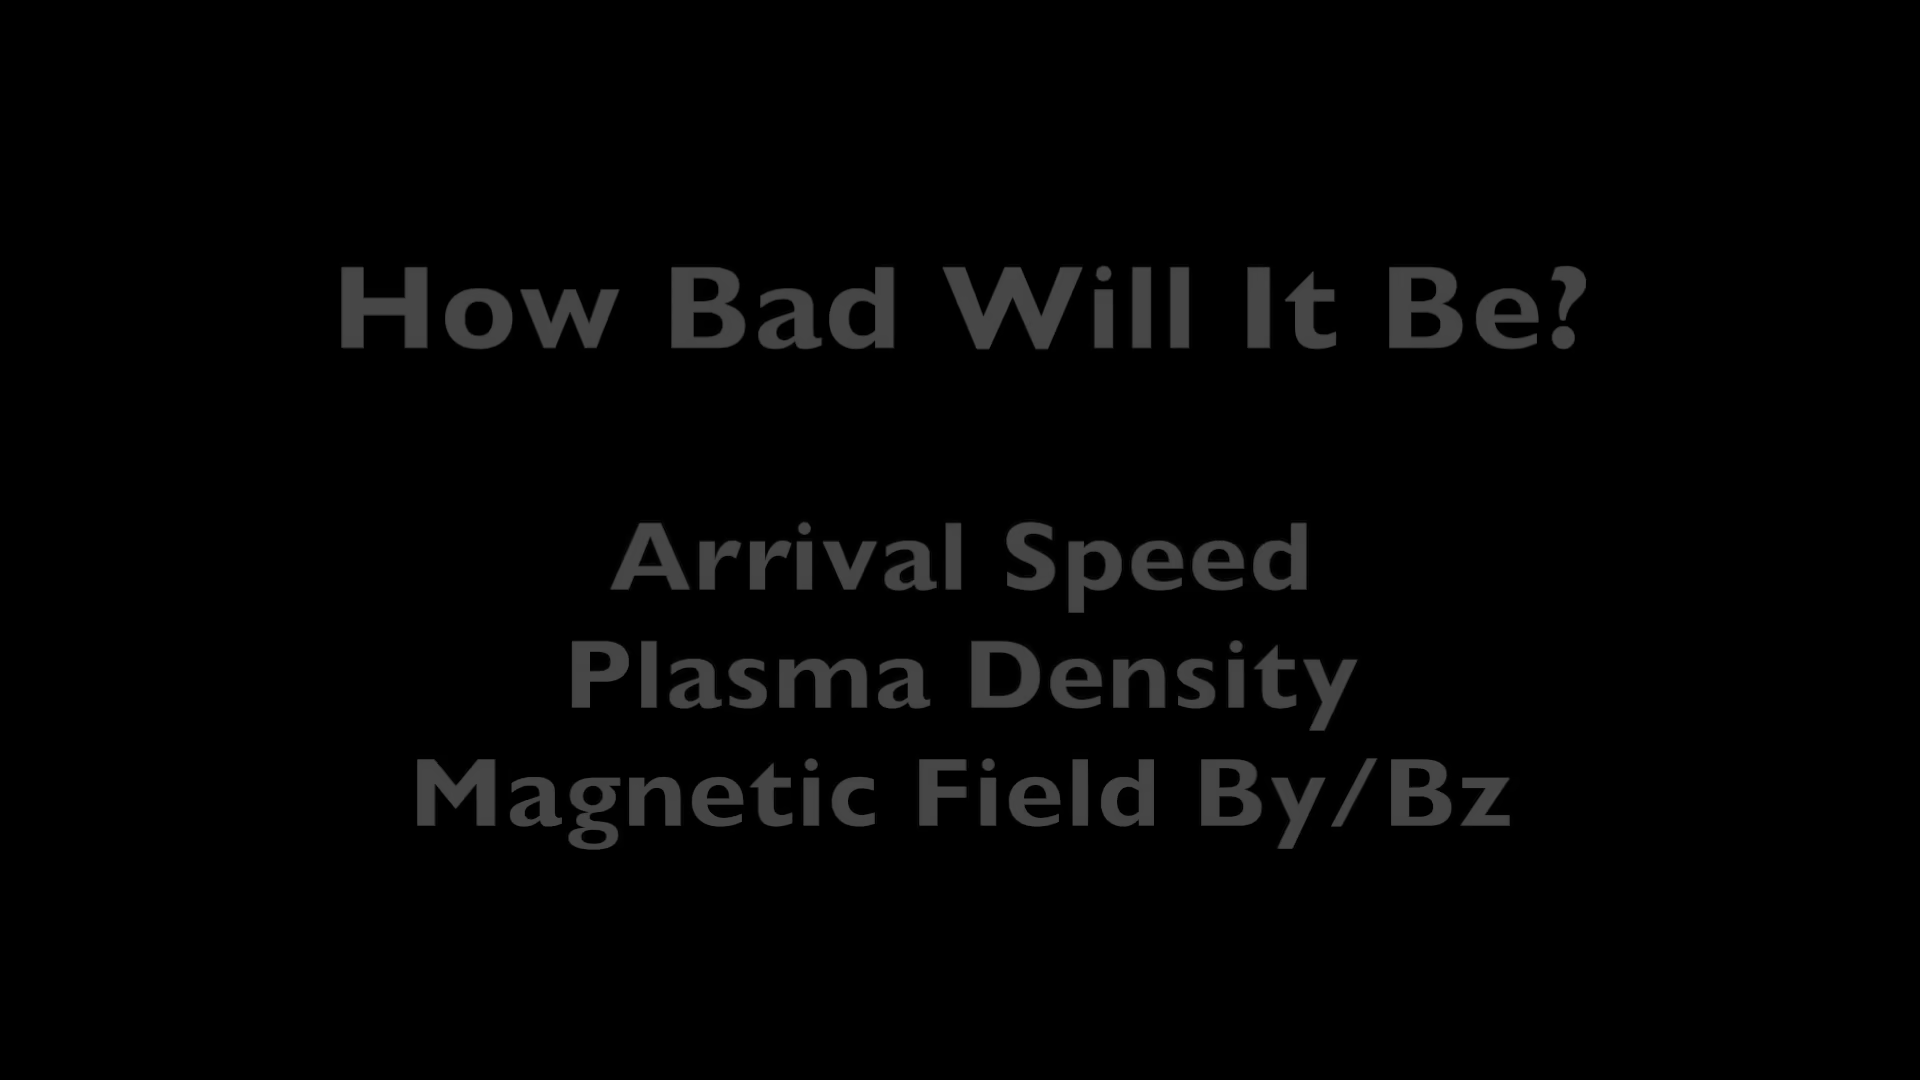 How Bad Will It Be?
Arrival Speed
Plasma Density
Magnetic Field By/Bz